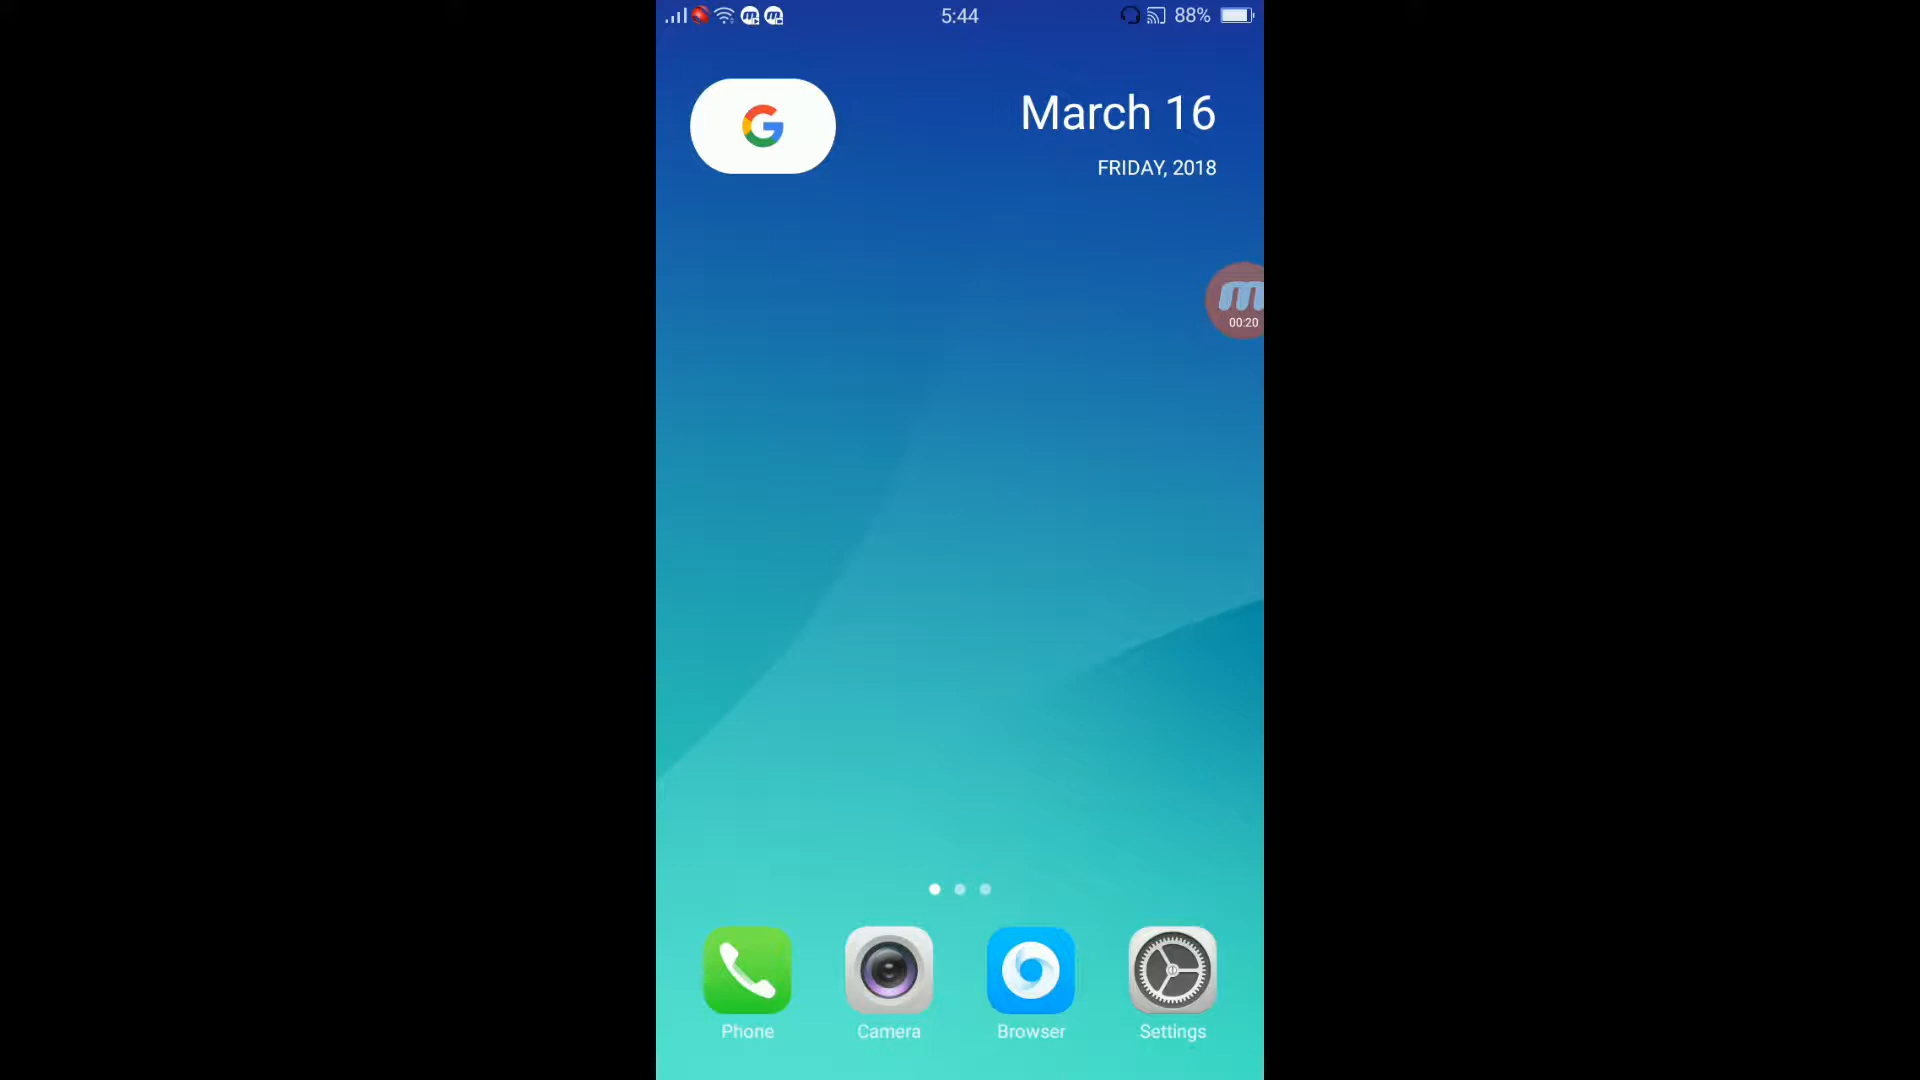 5:44
88%
March 16
FRIDAY, 2018
00:20
Phone
Camera
Browser
Settings